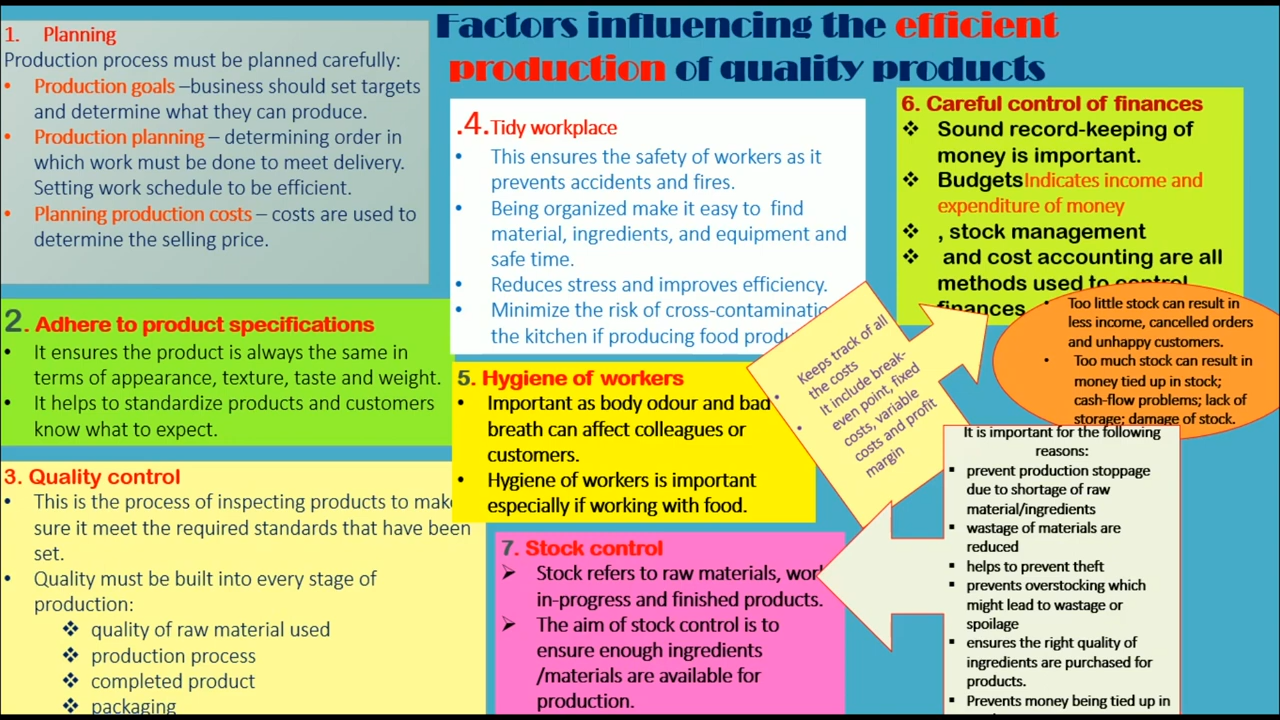 Factors influencing the efficient
production of quality products
1. Planning
Production process must be planned carefully:
• Production goals –business should set targets
and determine what they can produce.
• Production planning – determining order in
which work must be done to meet delivery.
Setting work schedule to be efficient.
• Planning production costs – costs are used to
determine the selling price.
2. Adhere to product specifications
• It ensures the product is always the same in
terms of appearance, texture, taste and weight.
• It helps to standardize products and customers
know what to expect.
3. Quality control
• This is the process of inspecting products to make
sure it meet the required standards that have been
set.
• Quality must be built into every stage of
production:
❖ quality of raw material used
❖ production process
❖ completed product
❖ packaging
.4.Tidy workplace
• This ensures the safety of workers as it
prevents accidents and fires.
• Being organized make it easy to find
material, ingredients, and equipment and
safe time.
• Reduces stress and improves efficiency.
• Minimize the risk of cross-contaminatio
the kitchen if producing food produ
5. Hygiene of workers
• Important as body odour and bad
breath can affect colleagues or
customers.
• Hygiene of workers is important
especially if working with food.
6. Careful control of finances
❖ Sound record-keeping of
money is important.
❖ BudgetsIndicates income and
expenditure of money
❖ , stock management
❖ and cost accounting are all
methods used to control
finances
• Keeps track of all
the costs
• It include break-
even point, fixed
costs, variable
costs and profit
margin
Too little stock can result in
less income, cancelled orders
and unhappy customers.
• Too much stock can result in
money tied up in stock;
cash-flow problems; lack of
storage; damage of stock.
7. Stock control
➢ Stock refers to raw materials, work
in-progress and finished products.
➢ The aim of stock control is to
ensure enough ingredients
/materials are available for
production.
It is important for the following
reasons:
▪ prevent production stoppage
due to shortage of raw
material/ingredients
▪ wastage of materials are
reduced
▪ helps to prevent theft
▪ prevents overstocking which
might lead to wastage or
spoilage
▪ ensures the right quality of
ingredients are purchased for
products.
▪ Prevents money being tied up in